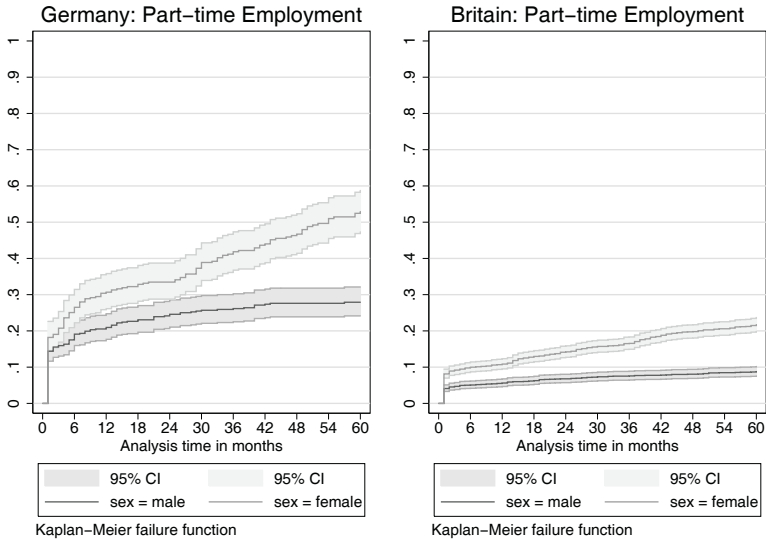 Germany: Part−time Employment
1
.9
.8
.7
.6
.5
.4
.3
.2
.1
0
0 6 12 18 24 30 36 42 48 54 60
Analysis time in months
95% CI 95% CI
sex = male sex = female
Kaplan−Meier failure function
Britain: Part−time Employment
1
.9
.8
.7
.6
.5
.4
.3
.2
.1
0
0 6 12 18 24 30 36 42 48 54 60
Analysis time in months
95% CI 95% CI
sex = male sex = female
Kaplan−Meier failure function